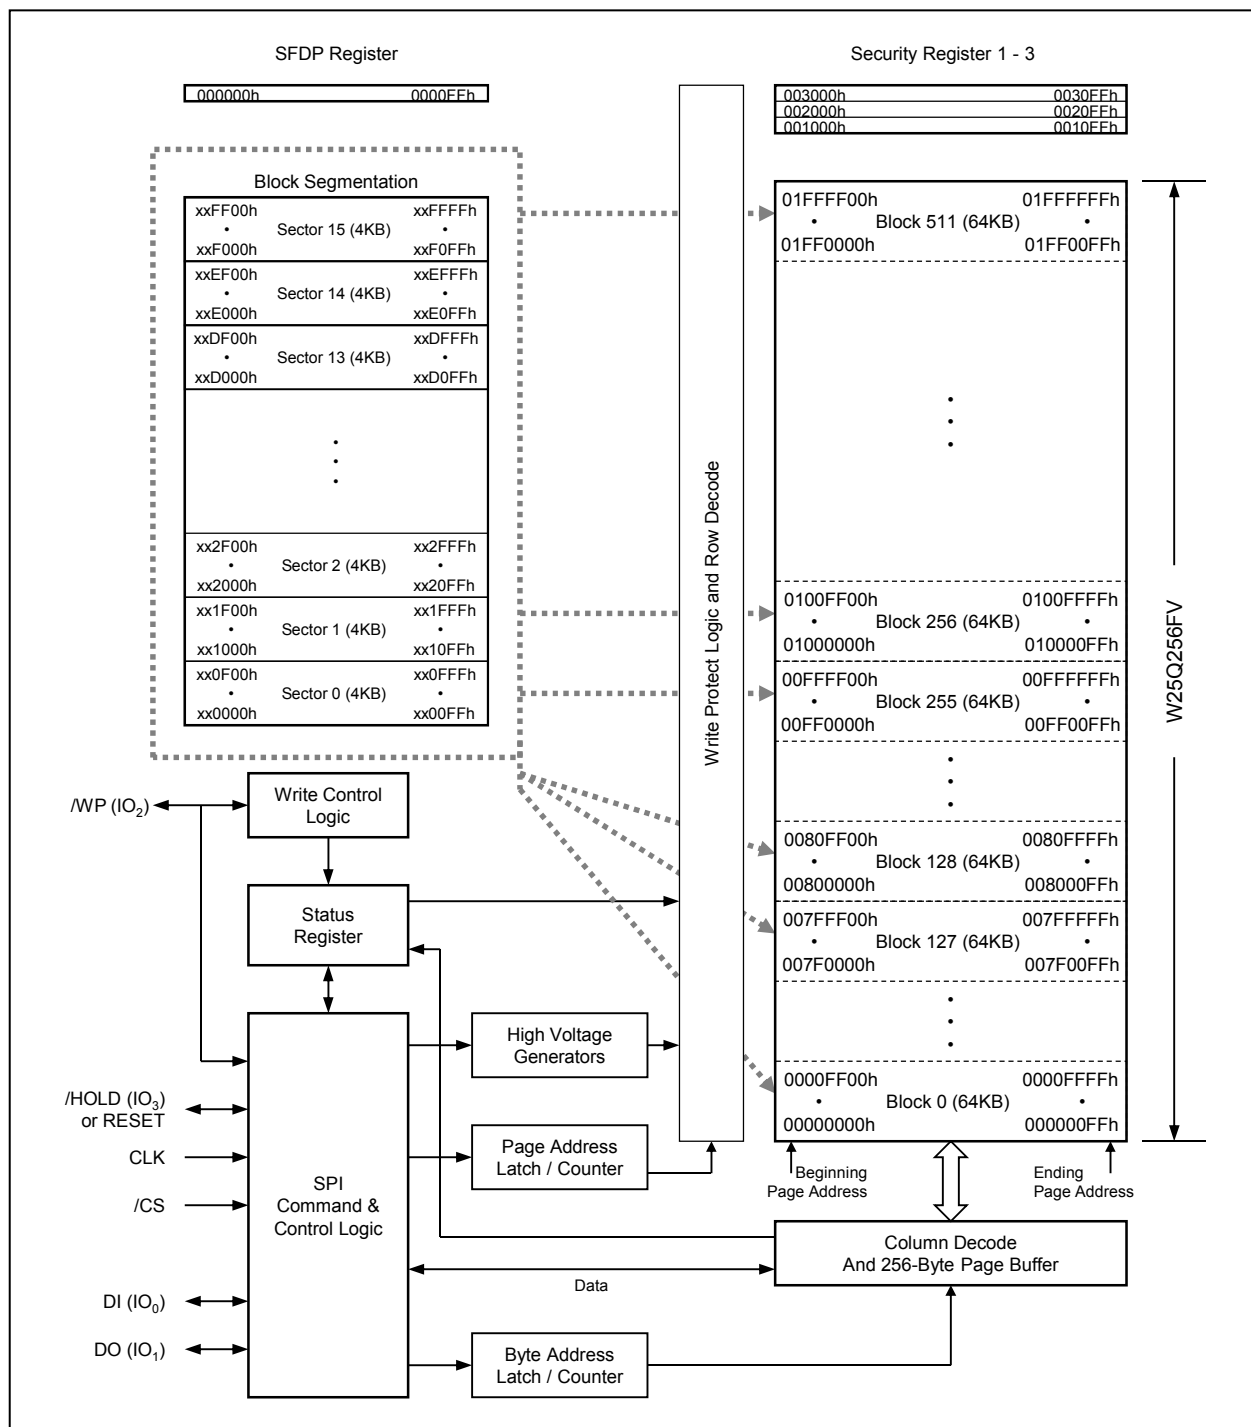 SFDP Register
000000h 0000FFh
Security Register 1 - 3
003000h 0030FFh
002000h 0020FFh
001000h 0010FFh
Block Segmentation
xxFF00h xxFFFFh
• Sector 15 (4KB) •
xxF000h xxF0FFh
xxEF00h xxEFFFh
• Sector 14 (4KB) •
xxE000h xxE0FFh
xxDF00h xxDFFFh
• Sector 13 (4KB) •
xxD000h xxD0FFh
xx2F00h xx2FFFh
• Sector 2 (4KB) •
xx2000h xx20FFh
xx1F00h xx1FFFh
• Sector 1 (4KB) •
xx1000h xx10FFh
xx0F00h xx0FFFh
• Sector 0 (4KB) •
xx0000h xx00FFh
Write Protect Logic and Row Decode
01FFFF00h 01FFFFFFh
• Block 511 (64KB) •
01FF0000h 01FF00FFh
0100FF00h 0100FFFFh
• Block 256 (64KB) •
01000000h 010000FFh
00FFFF00h 00FFFFFFh
• Block 255 (64KB) •
00FF0000h 00FF00FFh
0080FF00h 0080FFFFh
• Block 128 (64KB) •
00800000h 008000FFh
007FFF00h 007FFFFFh
• Block 127 (64KB) •
007F0000h 007F00FFh
0000FF00h 0000FFFFh
• Block 0 (64KB) •
00000000h 000000FFh
W25Q256FV
Beginning
Page Address
Ending
Page Address
/WP (IO2)
Write Control
Logic
Status
Register
High Voltage
Generators
/HOLD (IO3)
or RESET
CLK
/CS
DI (IO0)
DO (IO1)
SPI
Command &
Control Logic
Page Address
Latch / Counter
Column Decode
And 256-Byte Page Buffer
Data
Byte Address
Latch / Counter